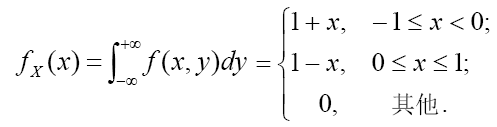 f_X(x) = ∫_{-∞}^{+∞} f(x, y)dy = { 1 + x, -1 ≤ x < 0;
1 - x, 0 ≤ x ≤ 1;
0, 其他.